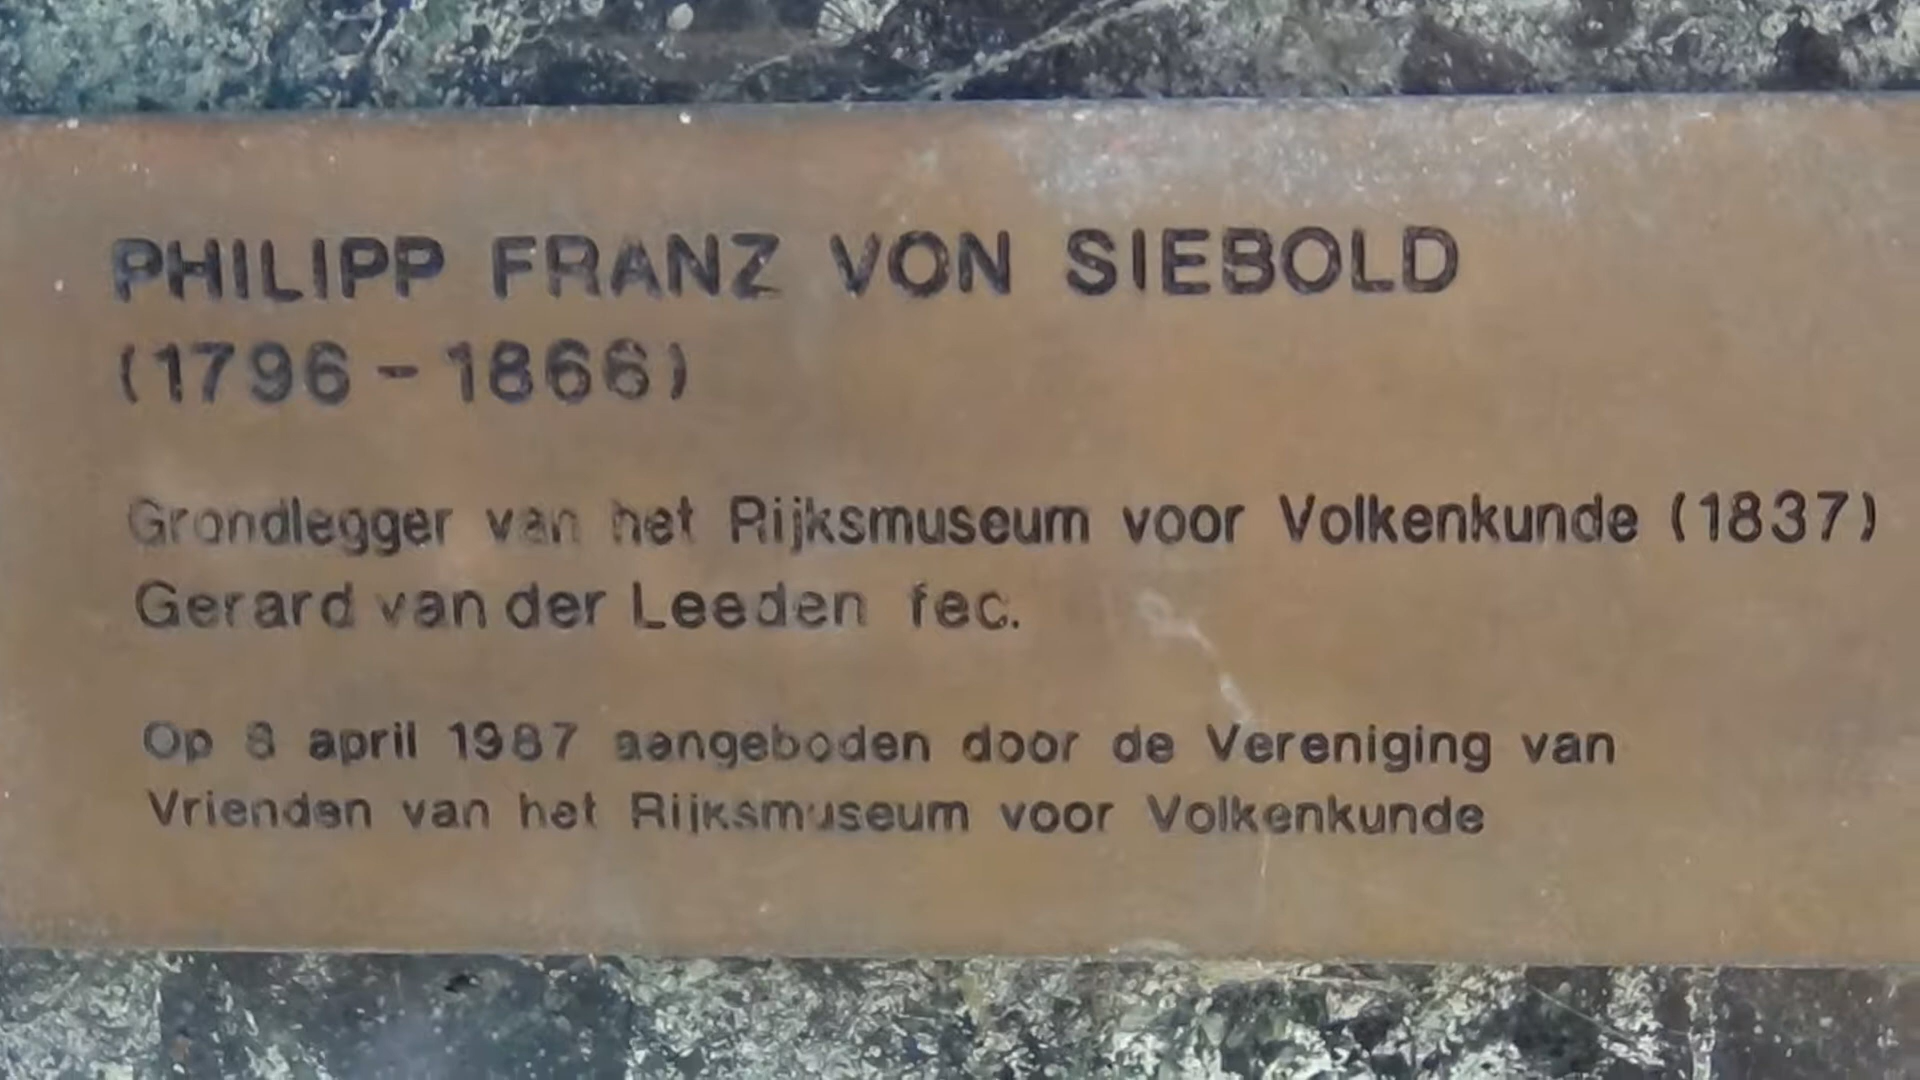 PHILIPP FRANZ VON SIEBOLD
(1796-1866)
Grondlegger van het Rijksmuseum voor Volkenkunde (1837)
Gerard van der Leeden fec.
Op 8 april 1987 aangeboden door de Vereniging van
Vrienden van het Rijksmuseum voor Volkenkunde